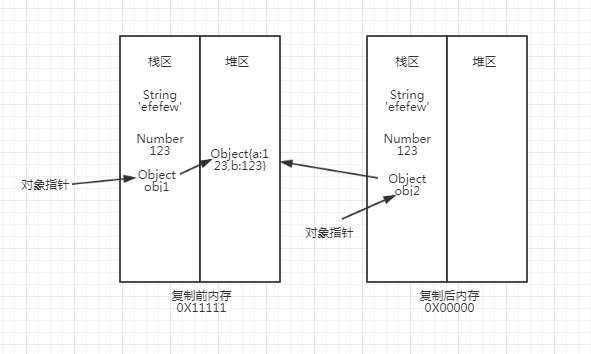 栈区
堆区
String
'efefew'
Number
123
Object
obj1
Object{a:1
23,b:123}
对象指针
复制前内存
0X11111
栈区
堆区
String
'efefew'
Number
123
Object
obj2
对象指针
复制后内存
0X00000